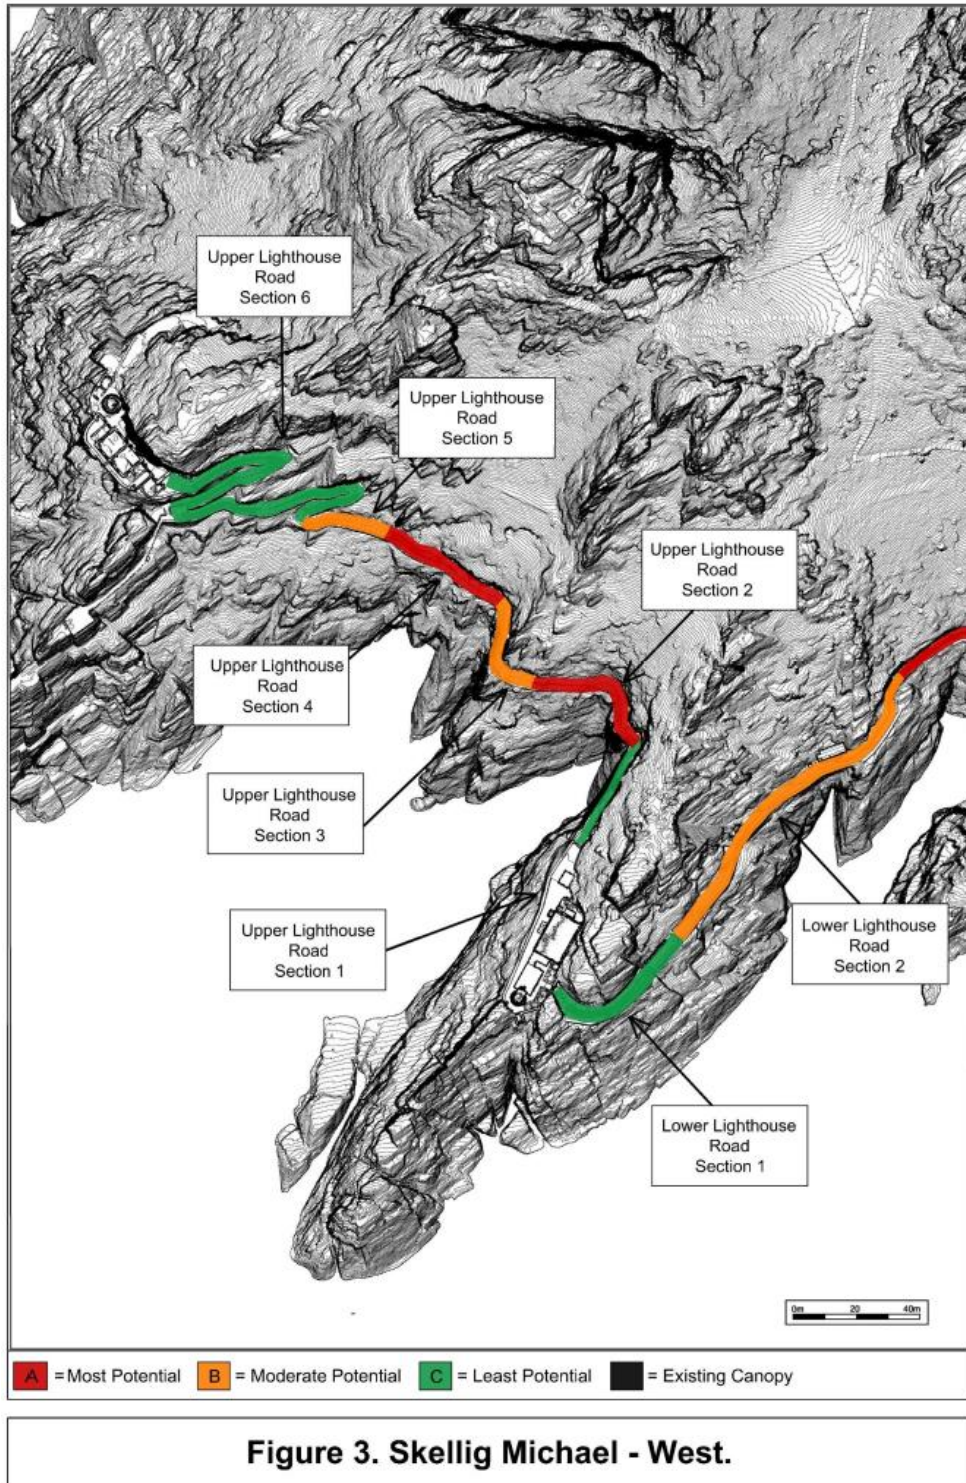 Upper Lighthouse
Road
Section 6
Upper Lighthouse
Road
Section 5
Upper Lighthouse
Road
Section 2
Upper Lighthouse
Road
Section 4
Upper Lighthouse
Road
Section 3
Upper Lighthouse
Road
Section 1
Lower Lighthouse
Road
Section 2
Lower Lighthouse
Road
Section 1
0m 20 40m
A = Most Potential B = Moderate Potential C = Least Potential = Existing Canopy
Figure 3. Skellig Michael - West.